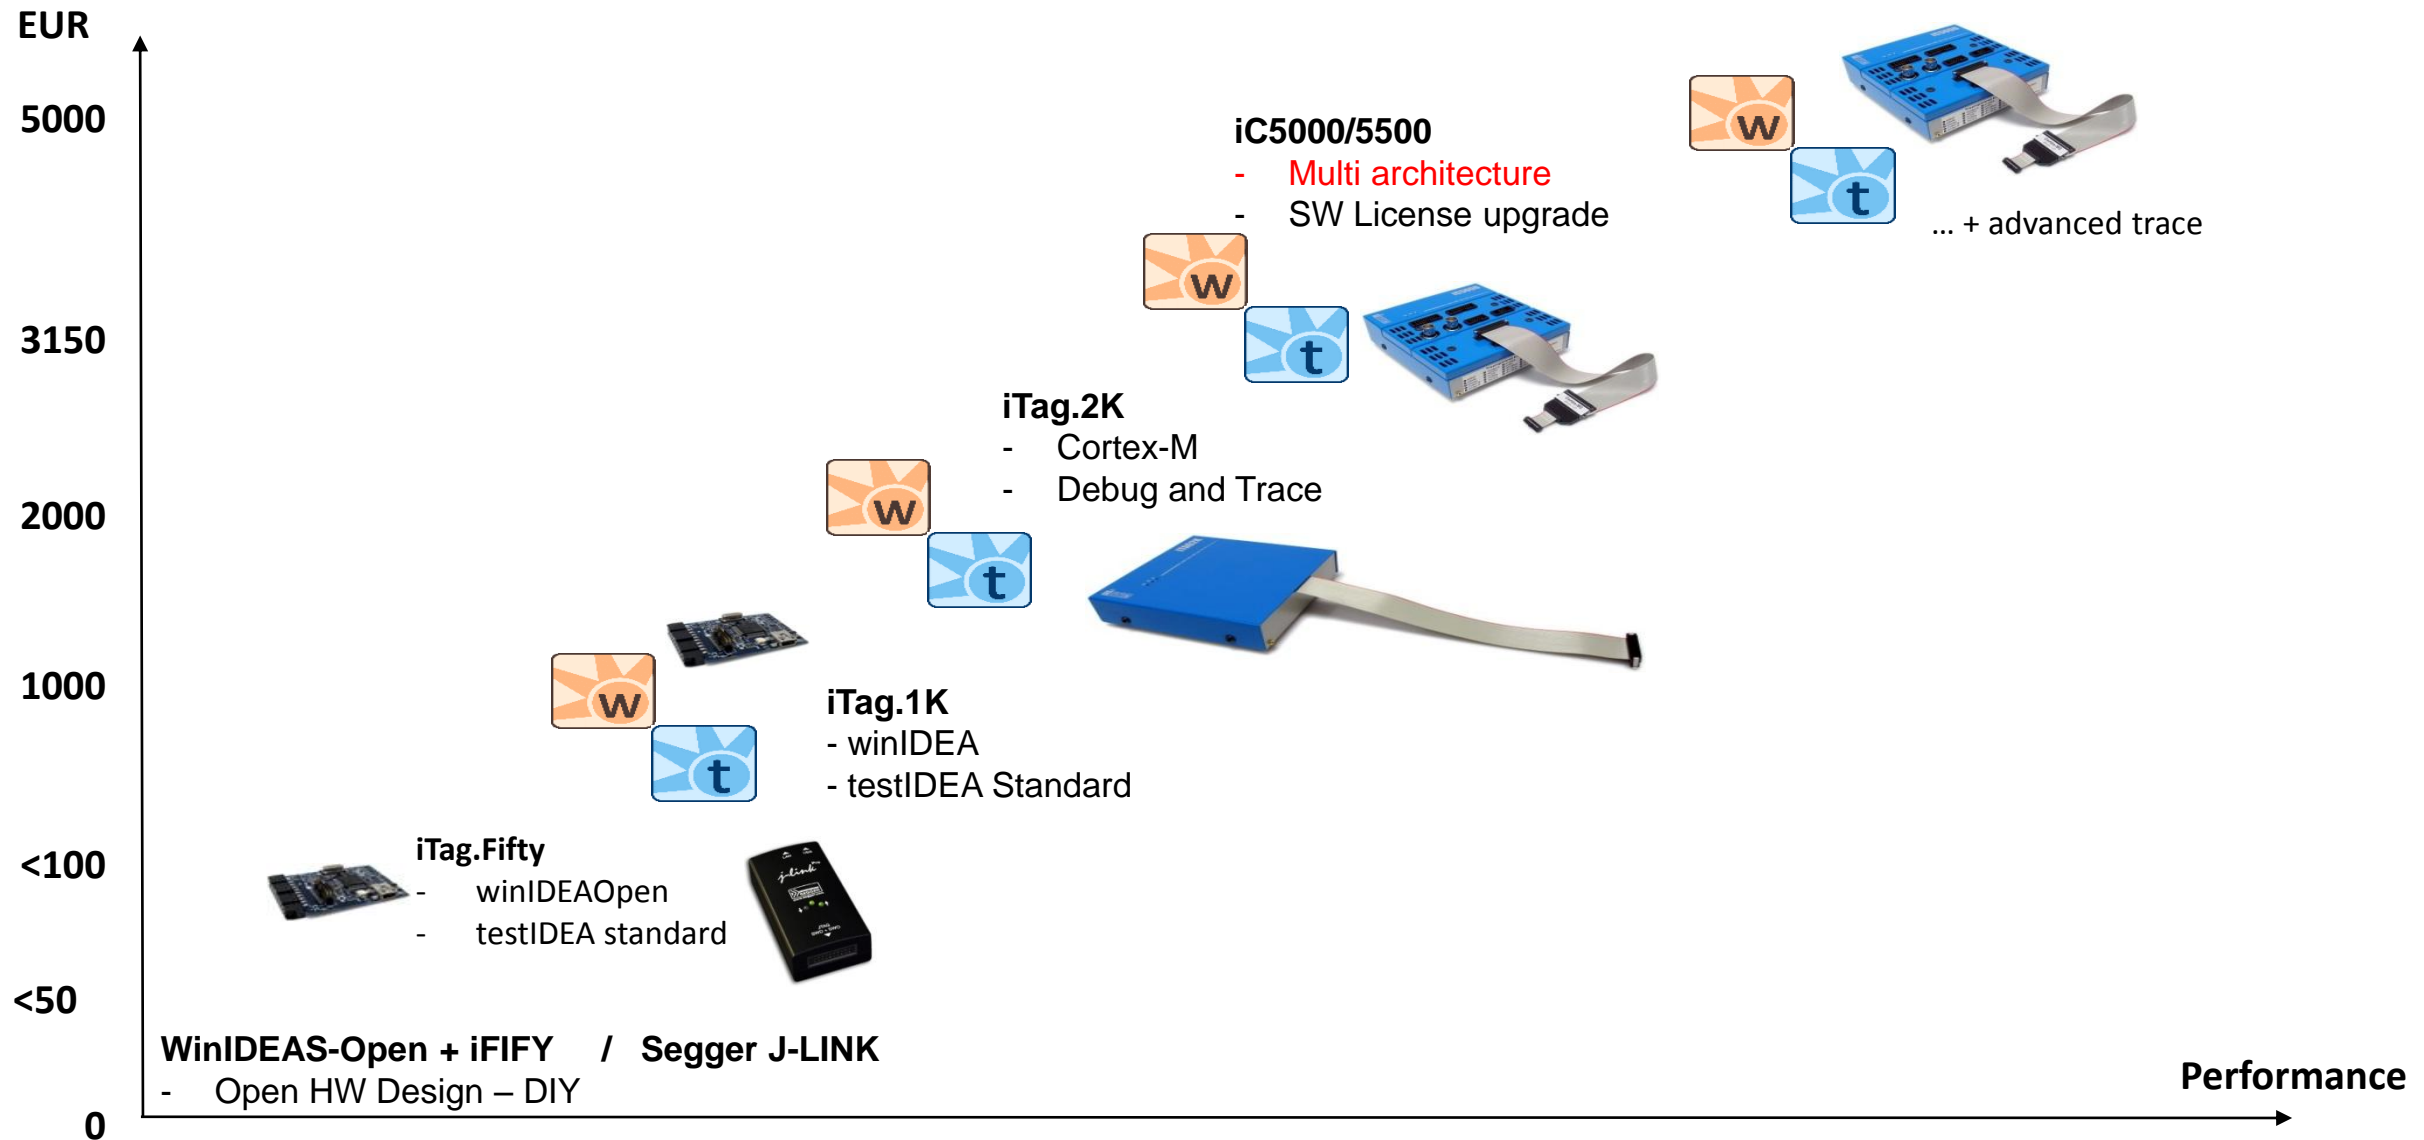 EUR
5000
3150
2000
1000
<100
<50
0
iC5000/5500
- Multi architecture
- SW License upgrade
w
t
... + advanced trace
w
t
iTag.2K
- Cortex-M
- Debug and Trace
w
t
w
t
iTag.1K
- winIDEA
- testIDEA Standard
iTag.Fifty
- winIDEAOpen
- testIDEA standard
j-link
WinIDEAS-Open + iFIFY / Segger J-LINK
- Open HW Design – DIY
Performance